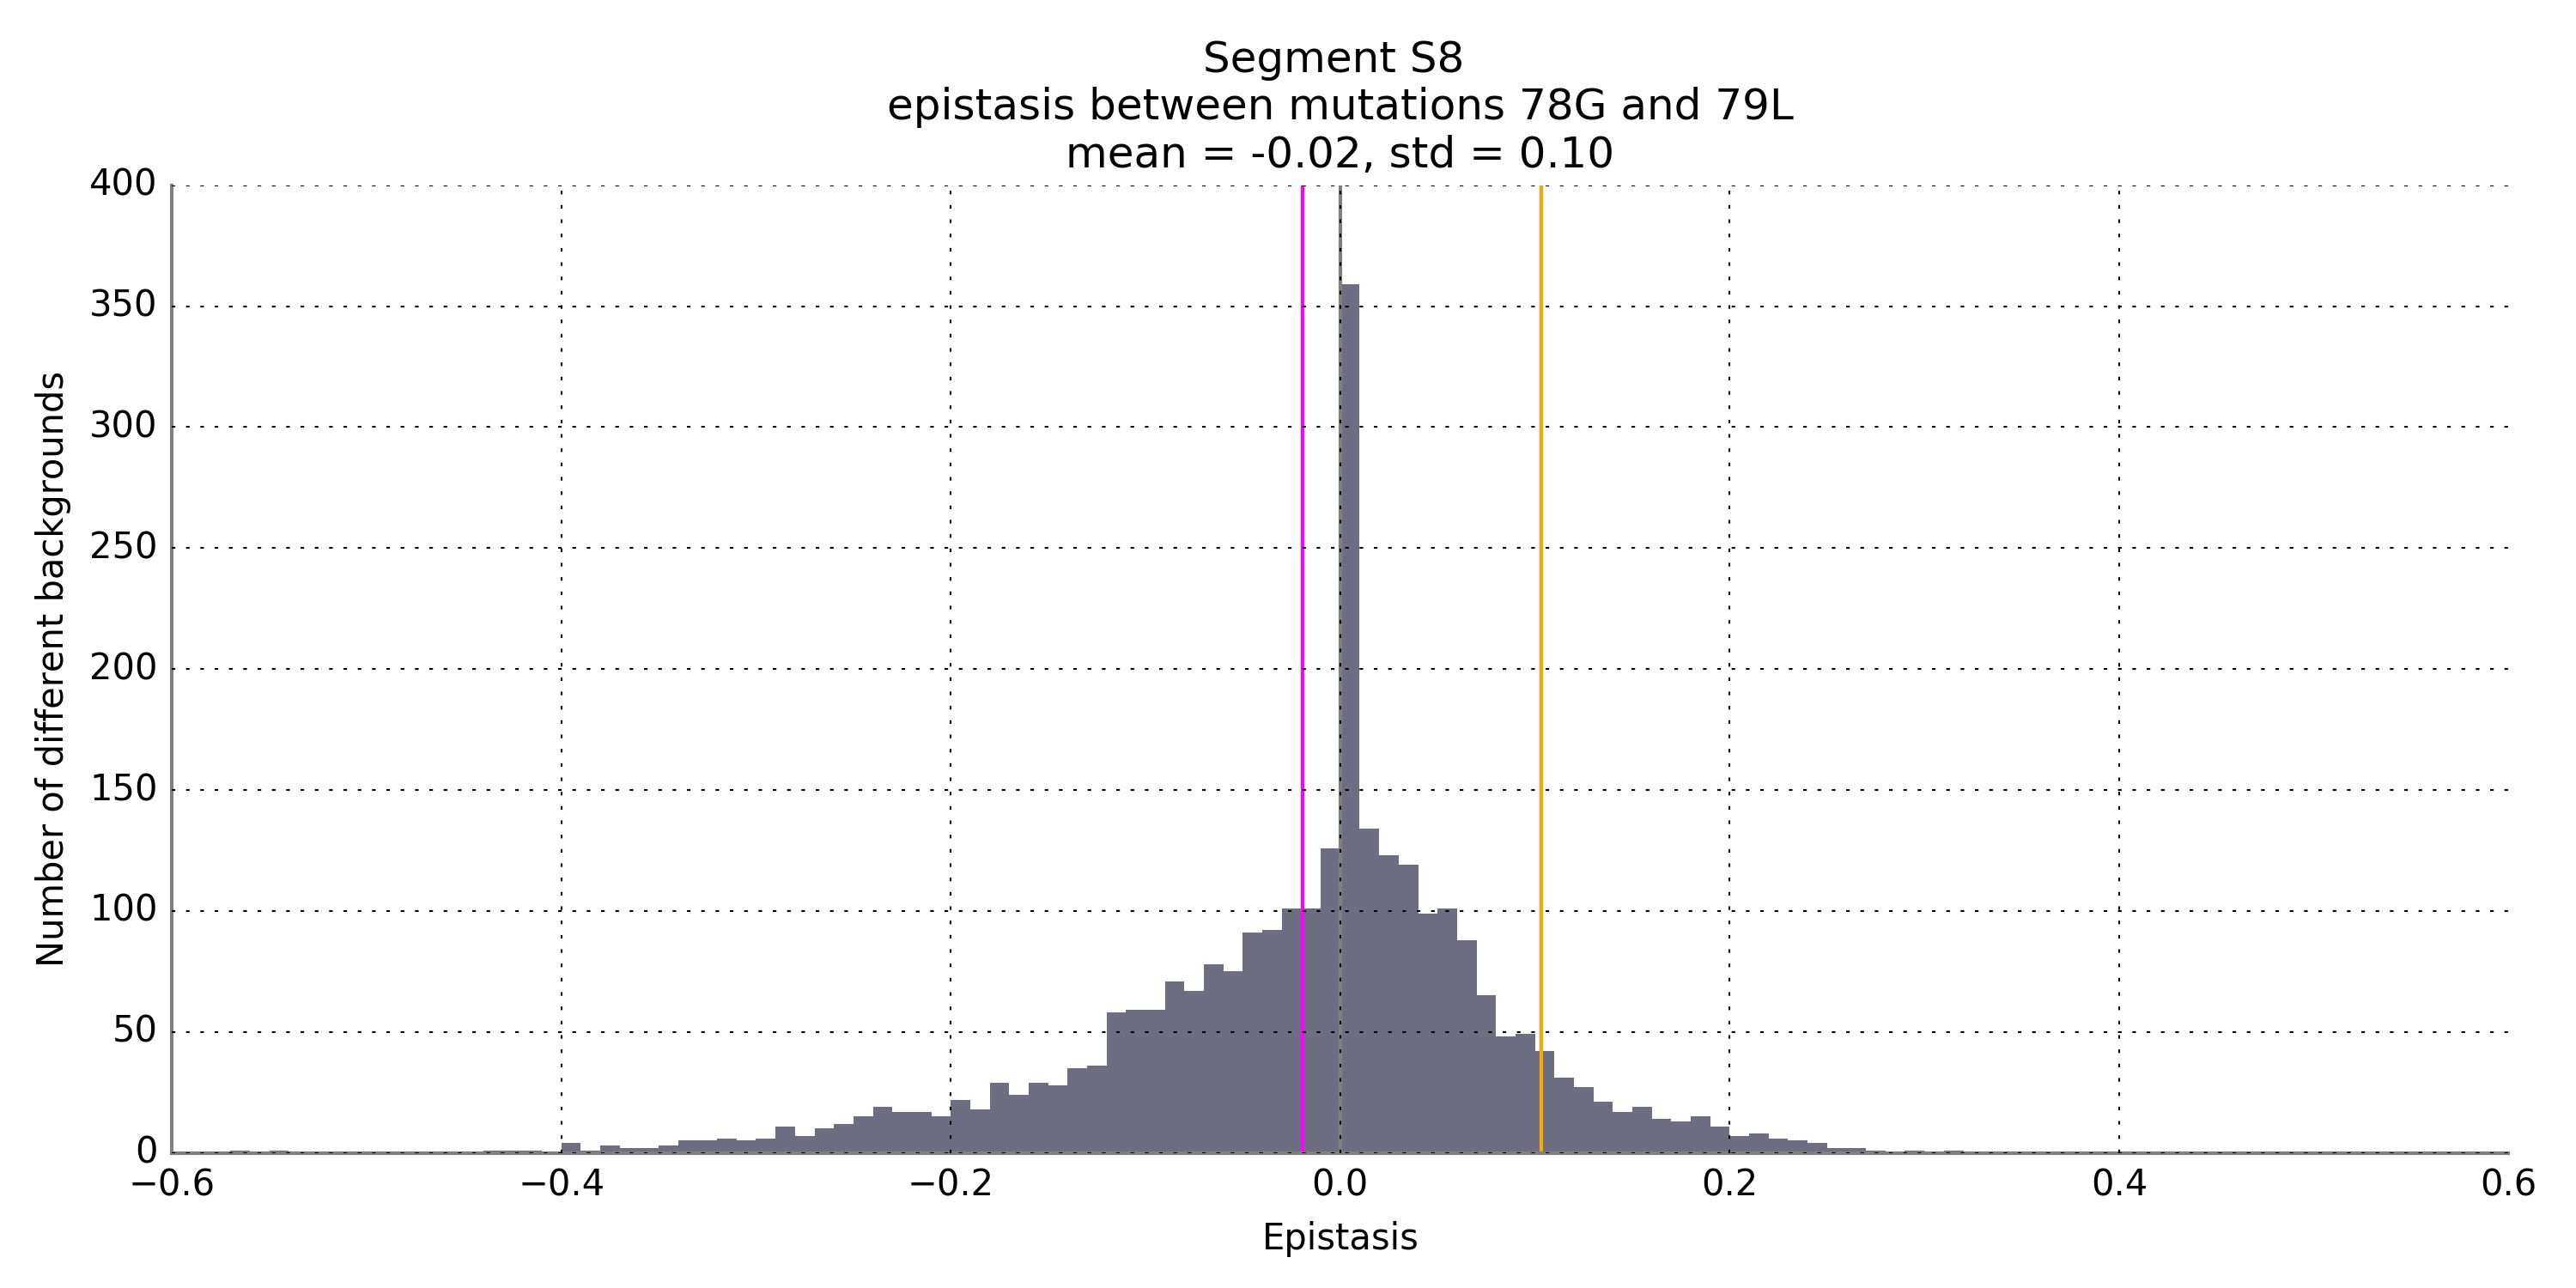 Segment S8
epistasis between mutations 78G and 79L
mean = -0.02, std = 0.10
400
350
300
250
200
150
100
50
0
Number of different backgrounds
−0.6 −0.4 −0.2 0.0 0.2 0.4 0.6
Epistasis